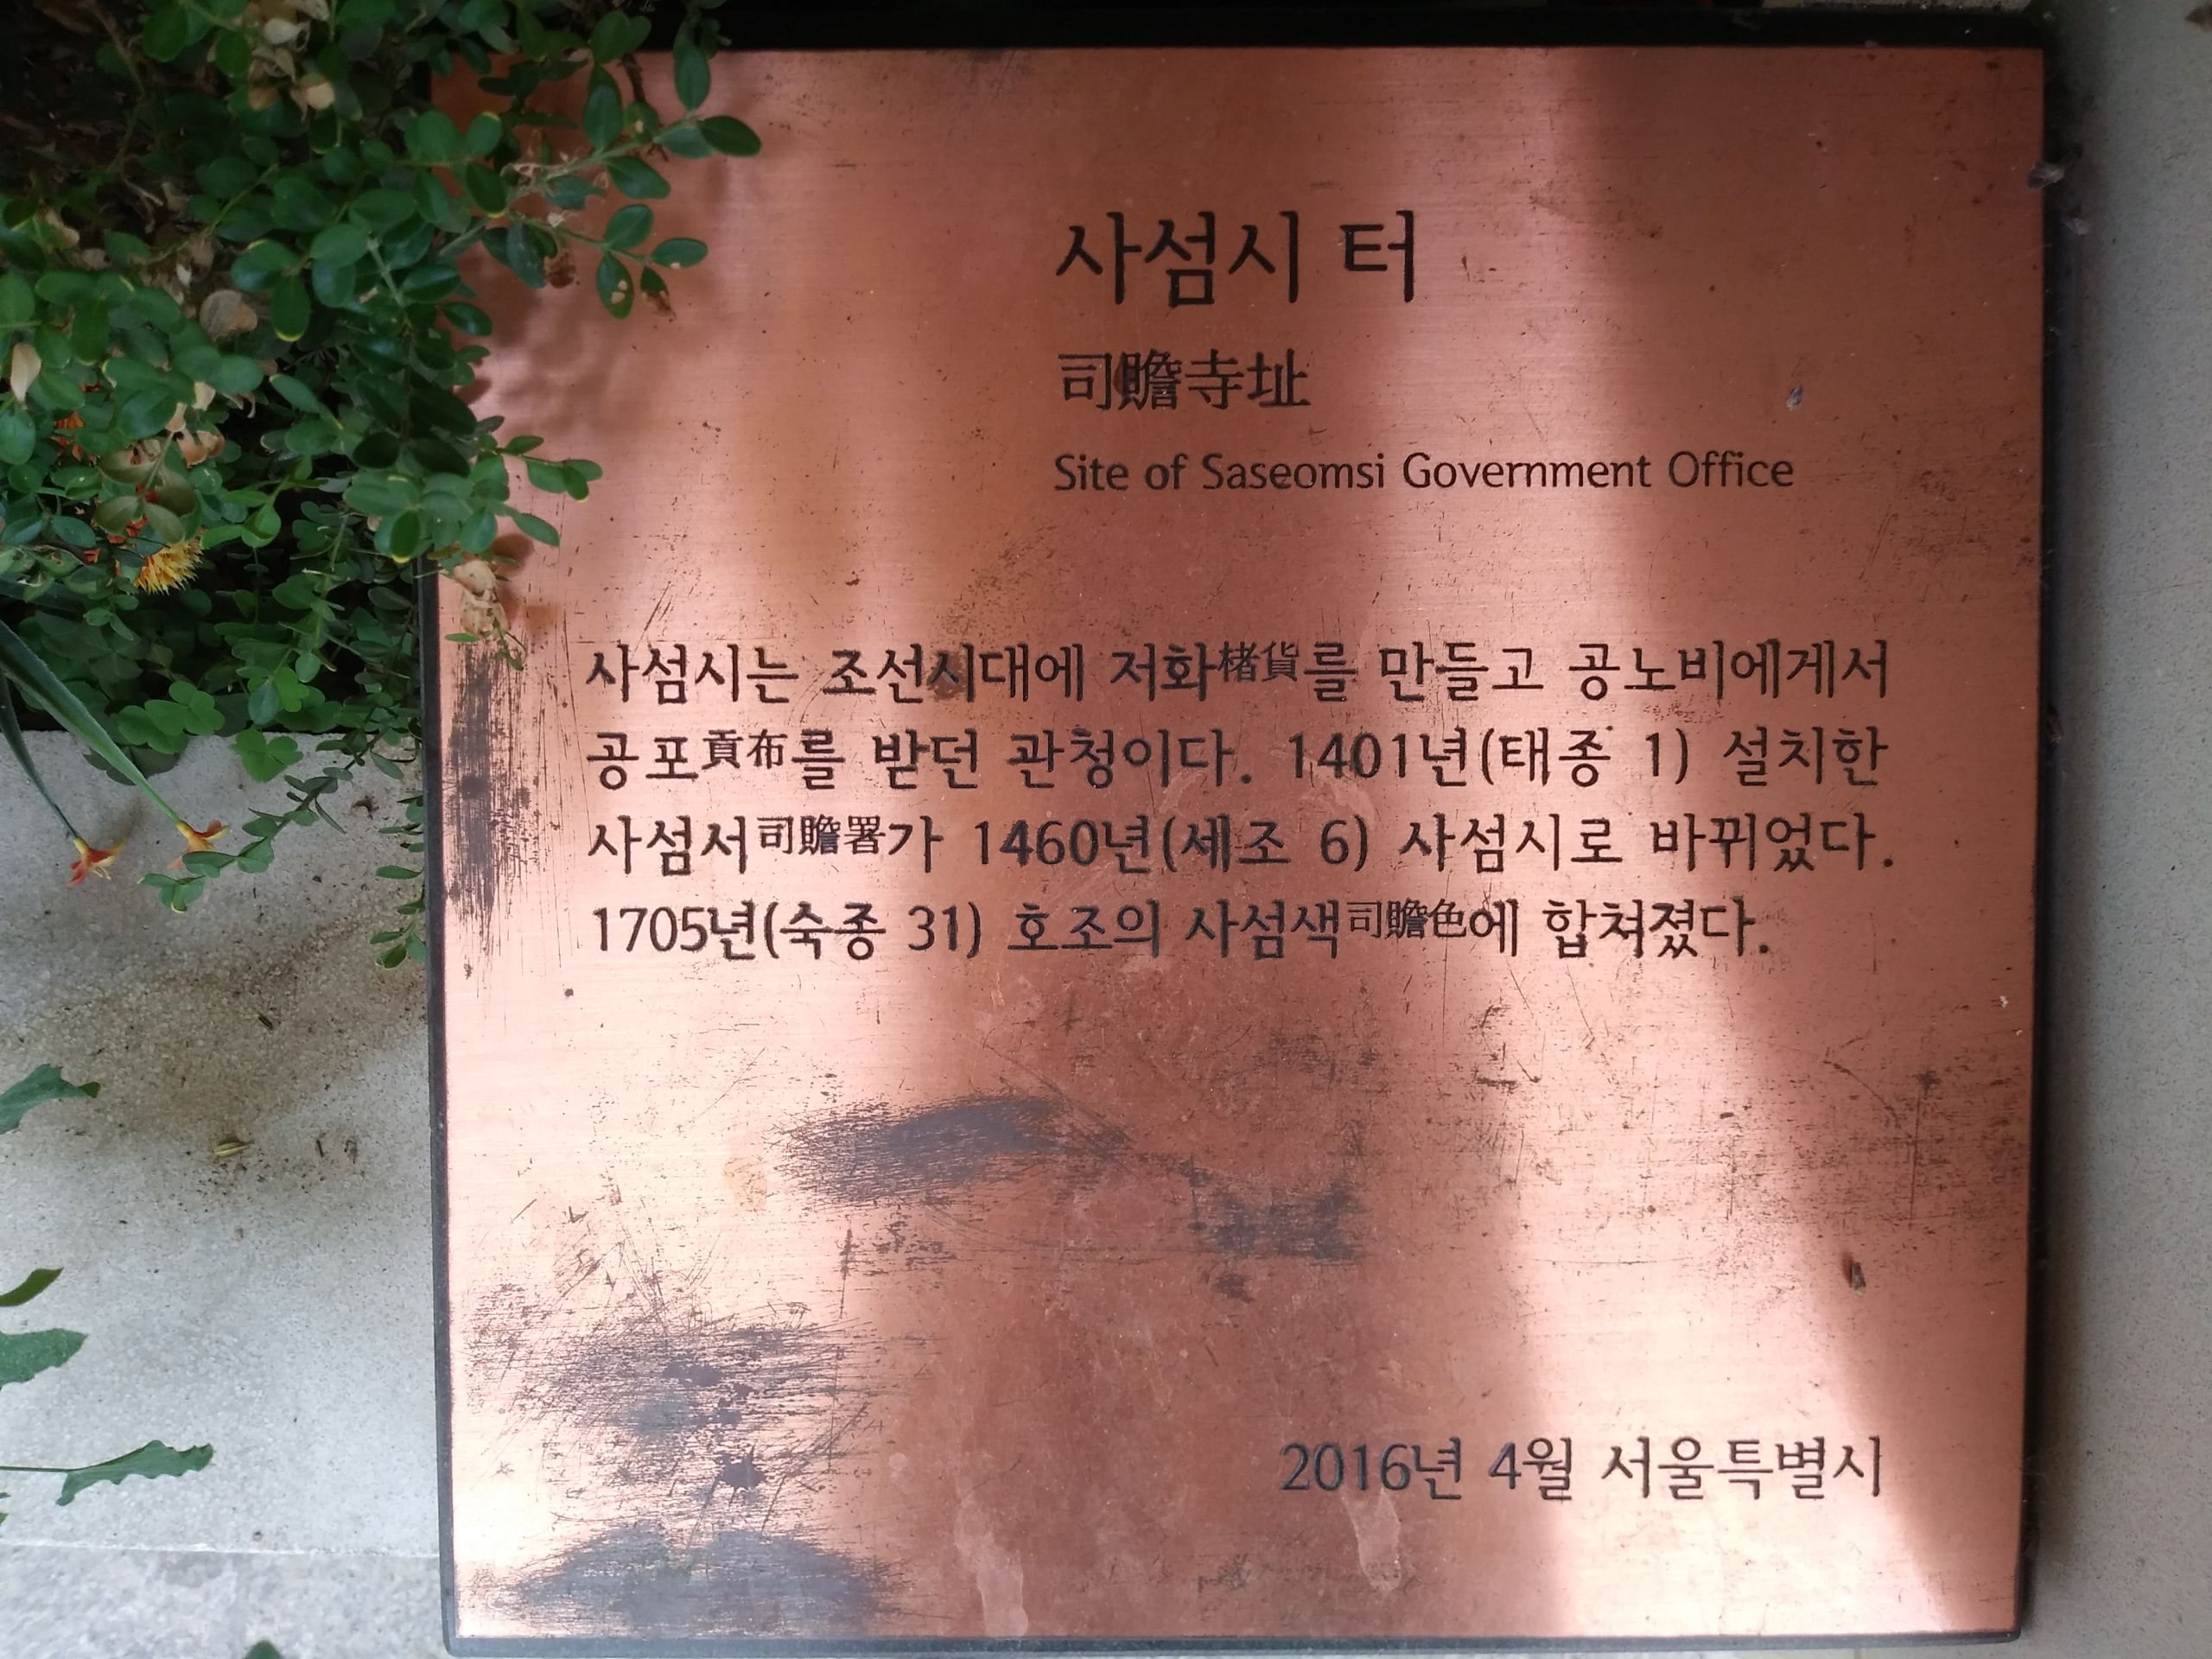 사섬시 터
司贍寺址
Site of Saseomsi Government Office
사섬시는 조선시대에 저화楮貨를 만들고 공노비에게서
공포貢布를 받던 관청이다. 1401년(태종 1) 설치한
사섬서司贍署가 1460년(세조 6) 사섬시로 바뀌었다.
1705년(숙종 31) 호조의 사섬색司贍色에 합쳐졌다.
2016년 4월 서울특별시